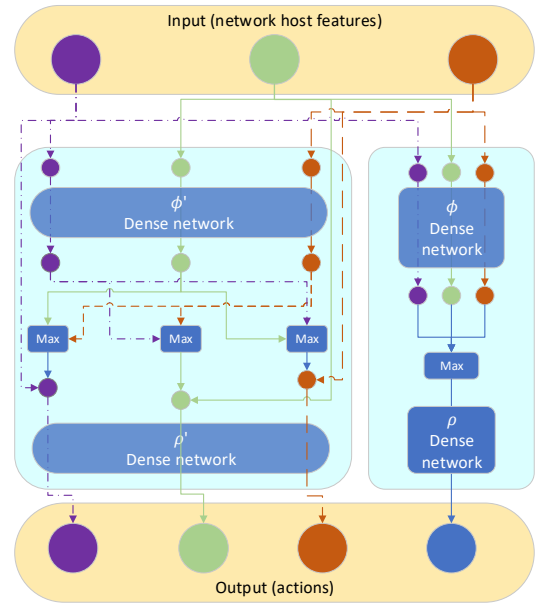 Input (network host features)
ϕ'
Dense network
ϕ
Dense
network
Max
Max
Max
Max
ρ'
Dense network
ρ
Dense
network
Output (actions)